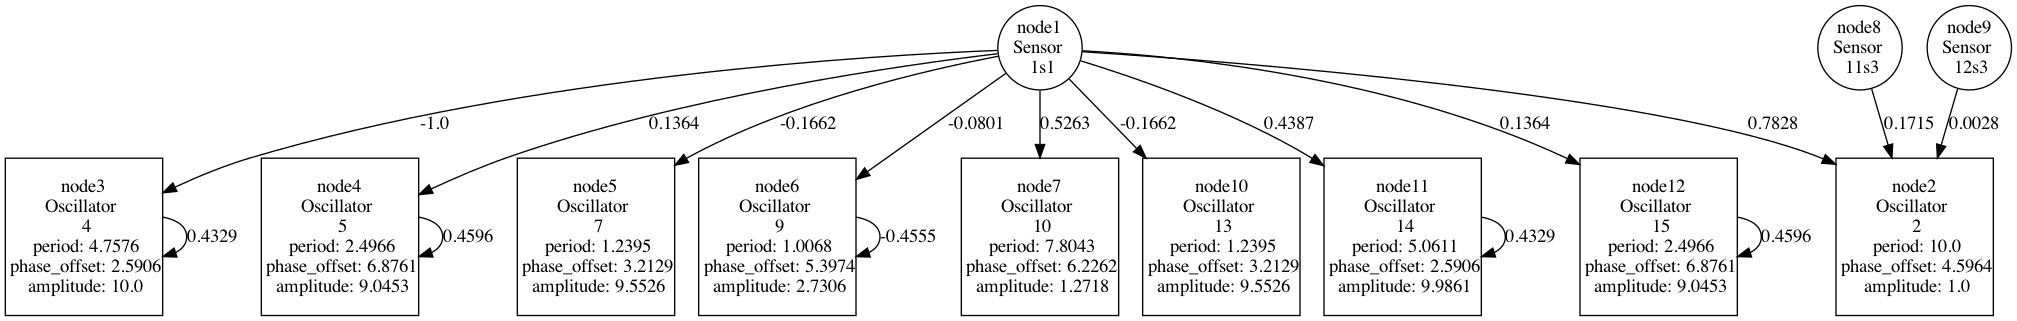 node1
Sensor
1s1
node8
Sensor
11s3
node9
Sensor
12s3
-1.0
0.1364
-0.1662
-0.0801
0.5263
-0.1662
0.4387
0.1364
0.7828
0.1715
0.0028
node3
Oscillator
4
period: 4.7576
phase_offset: 2.5906
amplitude: 10.0
0.4329
node4
Oscillator
5
period: 2.4966
phase_offset: 6.8761
amplitude: 9.0453
0.4596
node5
Oscillator
7
period: 1.2395
phase_offset: 3.2129
amplitude: 9.5526
node6
Oscillator
9
period: 1.0068
phase_offset: 5.3974
amplitude: 2.7306
-0.4555
node7
Oscillator
10
period: 7.8043
phase_offset: 6.2262
amplitude: 1.2718
node10
Oscillator
13
period: 1.2395
phase_offset: 3.2129
amplitude: 9.5526
node11
Oscillator
14
period: 5.0611
phase_offset: 2.5906
amplitude: 9.9861
0.4329
node12
Oscillator
15
period: 2.4966
phase_offset: 6.8761
amplitude: 9.0453
0.4596
node2
Oscillator
2
period: 10.0
phase_offset: 4.5964
amplitude: 1.0